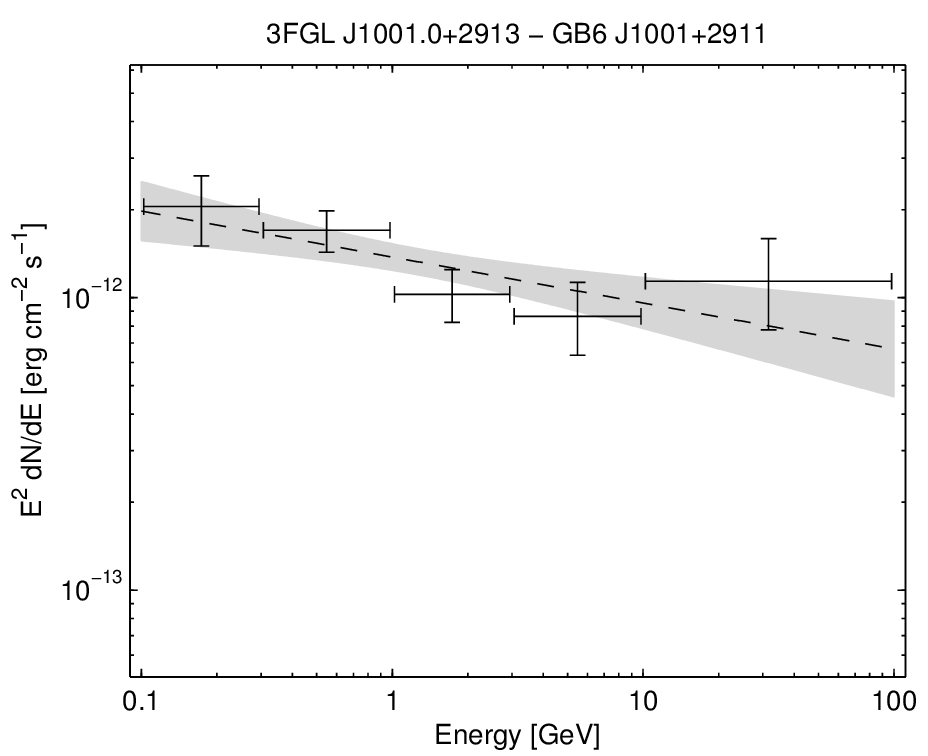 3FGL J1001.0+2913 − GB6 J1001+2911
E² dN/dE [erg cm⁻² s⁻¹]
10⁻¹²
10⁻¹³
0.1 1 10 100
Energy [GeV]